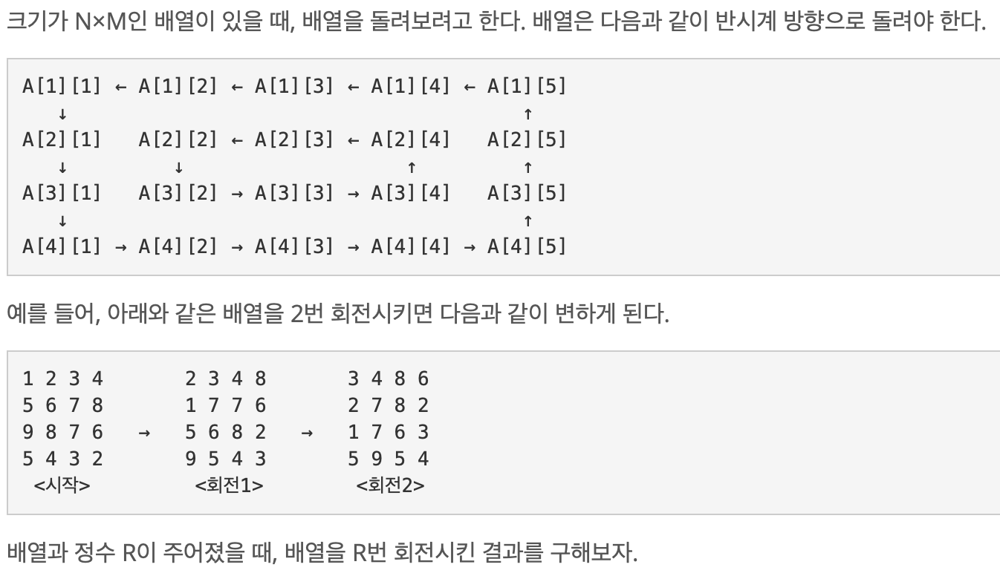 크기가 N×M인 배열이 있을 때, 배열을 돌려보려고 한다. 배열은 다음과 같이 반시계 방향으로 돌려야 한다.
A[1][1] ← A[1][2] ← A[1][3] ← A[1][4] ← A[1][5]
↓ ↑
A[2][1] A[2][2] ← A[2][3] ← A[2][4] A[2][5]
↓ ↓ ↑ ↑
A[3][1] A[3][2] → A[3][3] → A[3][4] A[3][5]
↓ ↑
A[4][1] → A[4][2] → A[4][3] → A[4][4] → A[4][5]
예를 들어, 아래와 같은 배열을 2번 회전시키면 다음과 같이 변하게 된다.
1 2 3 4 2 3 4 8 3 4 8 6
5 6 7 8 1 7 7 6 2 7 8 2
9 8 7 6 → 5 6 8 2 → 1 7 6 3
5 4 3 2 9 5 4 3 5 9 5 4
<시작> <회전1> <회전2>
배열과 정수 R이 주어졌을 때, 배열을 R번 회전시킨 결과를 구해보자.